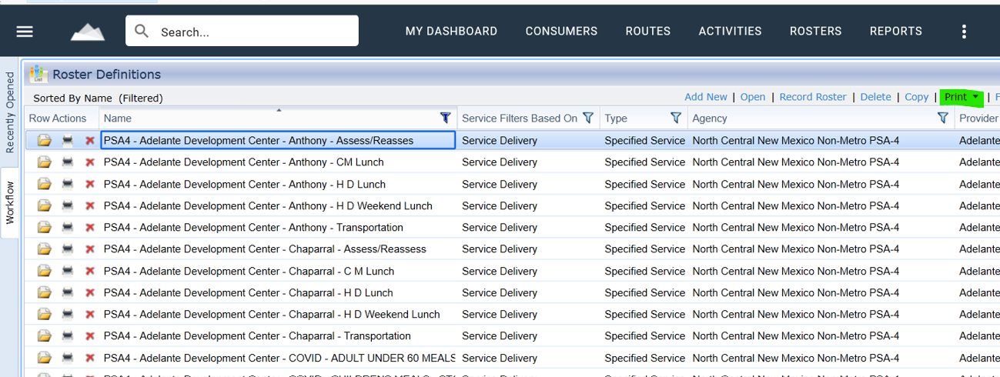 Search...
MY DASHBOARD CONSUMERS ROUTES ACTIVITIES ROSTERS REPORTS
Recently Opened
Workflow
List
Roster Definitions
Sorted By Name (Filtered)
Add New | Open | Record Roster | Delete | Copy | Print |
Row Actions Name Service Filters Based On Type Agency Provider
PSA4 - Adelante Development Center - Anthony - Assess/Reasses Service Delivery Specified Service North Central New Mexico Non-Metro PSA-4 Adelante
PSA4 - Adelante Development Center - Anthony - CM Lunch Service Delivery Specified Service North Central New Mexico Non-Metro PSA-4 Adelante
PSA4 - Adelante Development Center - Anthony - H D Lunch Service Delivery Specified Service North Central New Mexico Non-Metro PSA-4 Adelante
PSA4 - Adelante Development Center - Anthony - H D Weekend Lunch Service Delivery Specified Service North Central New Mexico Non-Metro PSA-4 Adelante
PSA4 - Adelante Development Center - Anthony - Transportation Service Delivery Specified Service North Central New Mexico Non-Metro PSA-4 Adelante
PSA4 - Adelante Development Center - Chaparral - Assess/Reassess Service Delivery Specified Service North Central New Mexico Non-Metro PSA-4 Adelante
PSA4 - Adelante Development Center - Chaparral - C M Lunch Service Delivery Specified Service North Central New Mexico Non-Metro PSA-4 Adelante
PSA4 - Adelante Development Center - Chaparral - H D Lunch Service Delivery Specified Service North Central New Mexico Non-Metro PSA-4 Adelante
PSA4 - Adelante Development Center - Chaparral - H D Weekend Lunch Service Delivery Specified Service North Central New Mexico Non-Metro PSA-4 Adelante
PSA4 - Adelante Development Center - Chaparral - Transportation Service Delivery Specified Service North Central New Mexico Non-Metro PSA-4 Adelante
PSA4 - Adelante Development Center - COVID - ADULT UNDER 60 MEALS Service Delivery Specified Service North Central New Mexico Non-Metro PSA-4 Adelante